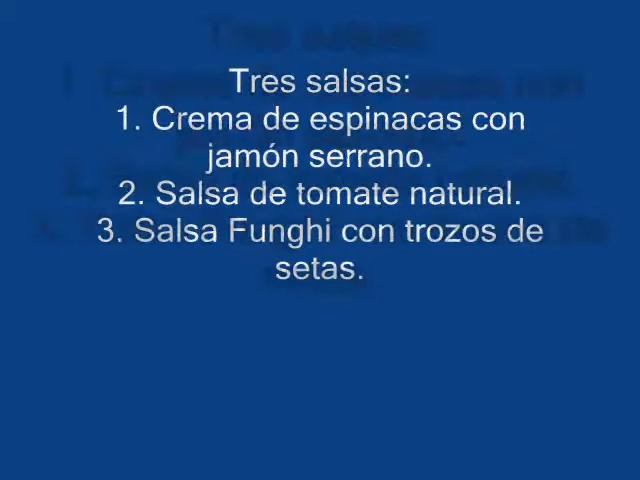 Tres salsas:
1. Crema de espinacas con
jamón serrano.
2. Salsa de tomate natural.
3. Salsa Funghi con trozos de
setas.